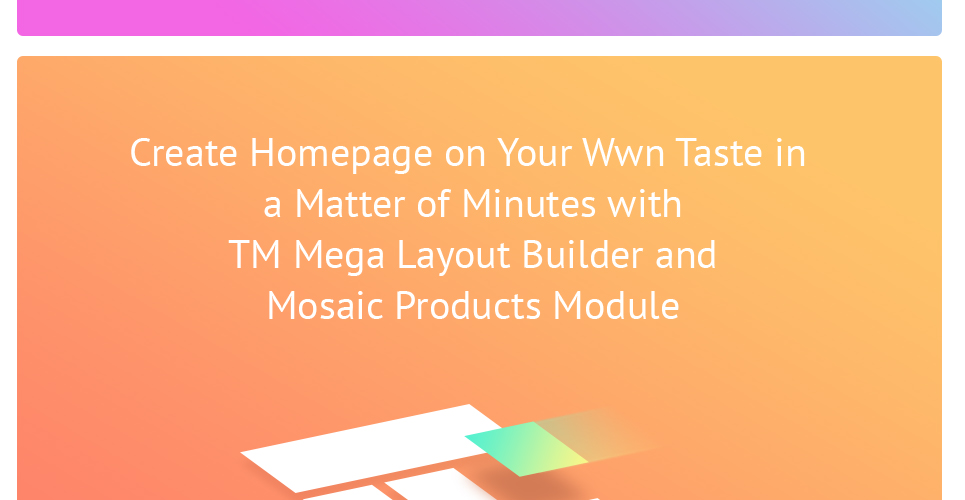 Create Homepage on Your Wwn Taste in
a Matter of Minutes with
TM Mega Layout Builder and
Mosaic Products Module